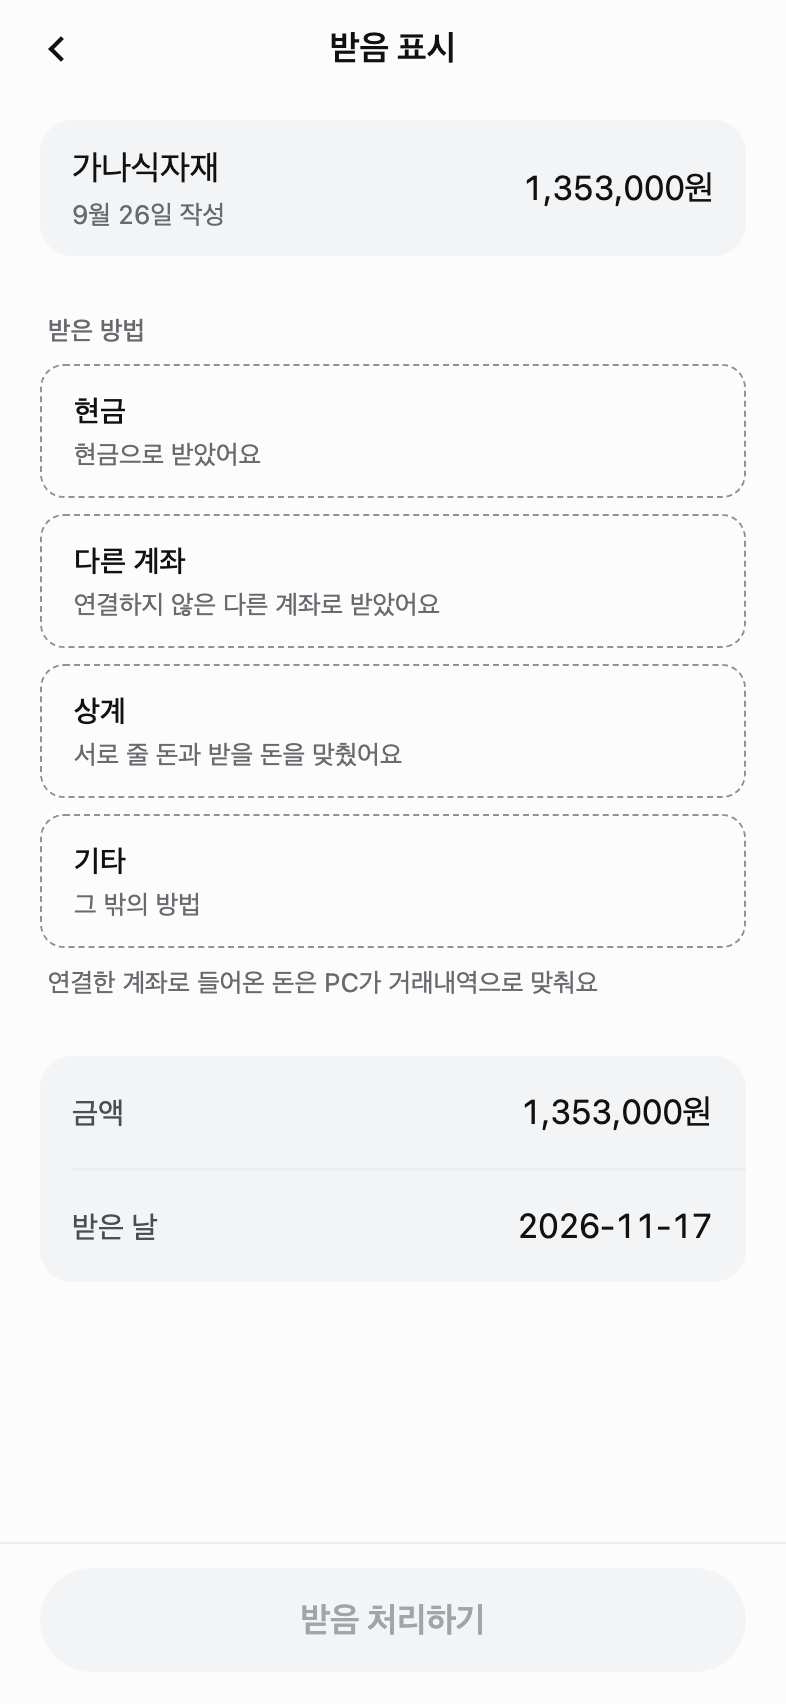 받음 표시
가나식자재
9월 26일 작성
1,353,000원
받은 방법
현금
현금으로 받았어요
다른 계좌
연결하지 않은 다른 계좌로 받았어요
상계
서로 줄 돈과 받을 돈을 맞췄어요
기타
그 밖의 방법
연결한 계좌로 들어온 돈은 PC가 거래내역으로 맞춰요
금액 1,353,000원
받은 날 2026-11-17
받음 처리하기